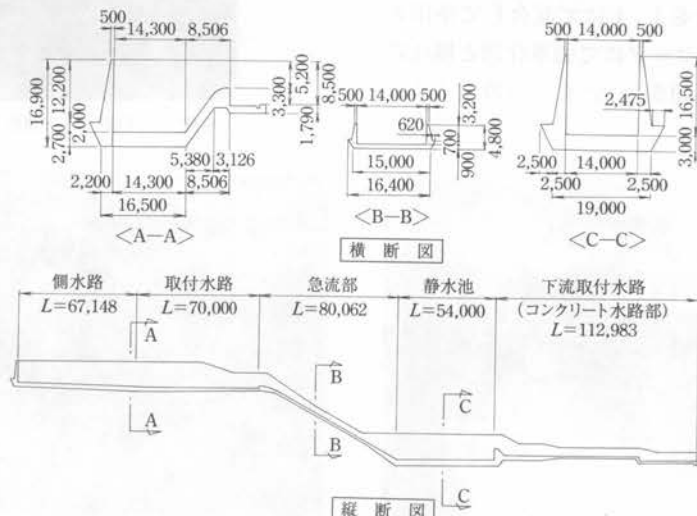 500
14,300
8,506
16,900
12,200
2,000
2,700
3,300
5,200
8,500
1,790
5,380
3,126
2,200
14,300
8,506
16,500
<A—A>
500
14,000
500
3,200
620
700
4,800
900
15,000
16,400
<B—B>
500
14,000
500
2,475
16,500
3,000
2,500
14,000
2,500
2,500
19,000
<C—C>
横断図
側水路
L=67,148
取付水路
L=70,000
急流部
L=80,062
静水池
L=54,000
下流取付水路
(コンクリート水路部)
L=112,983
A
A
B
B
C
C
縦断図